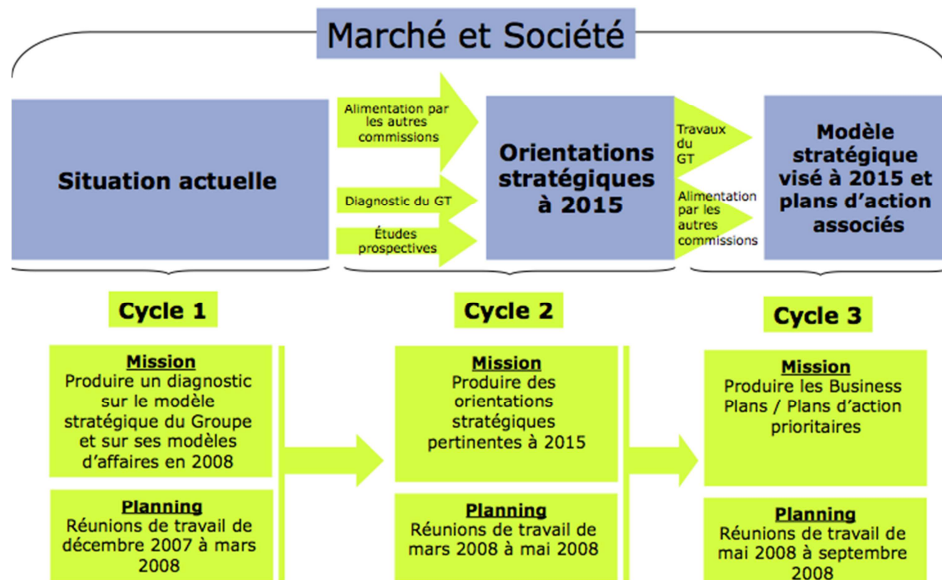 Marché et Société
Situation actuelle
Alimentation par
les autres
commissions
Diagnostic du GT
Études
prospectives
Orientations
stratégiques
à 2015
Travaux
du
GT
Alimentation
par les
autres
commissions
Modèle
stratégique
visé à 2015 et
plans d'action
associés
Cycle 1
Cycle 2
Cycle 3
Mission
Produire un diagnostic
sur le modèle
stratégique du Groupe
et sur ses modèles
d'affaires en 2008
Mission
Produire des
orientations
stratégiques
pertinentes à 2015
Mission
Produire les Business
Plans / Plans d'action
prioritaires
Planning
Réunions de travail de
décembre 2007 à mars
2008
Planning
Réunions de travail de
mars 2008 à mai 2008
Planning
Réunions de travail de
mai 2008 à septembre
2008